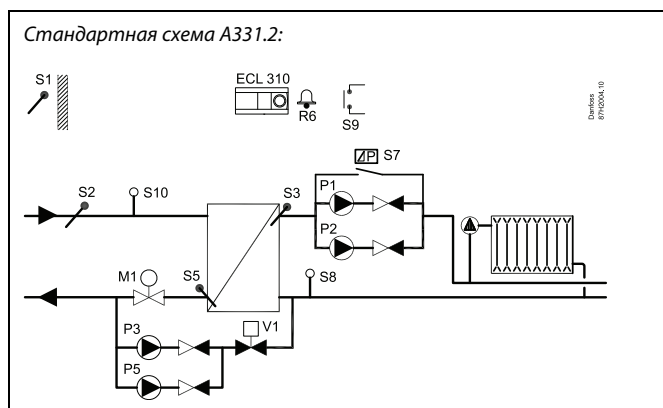 Стандартная схема A331.2:
S1
ECL 310
R6
S9
Danfoss
87H2004.10
P S7
S2
S10
S3
P1
P2
M1
S5
S8
P3
V1
P5